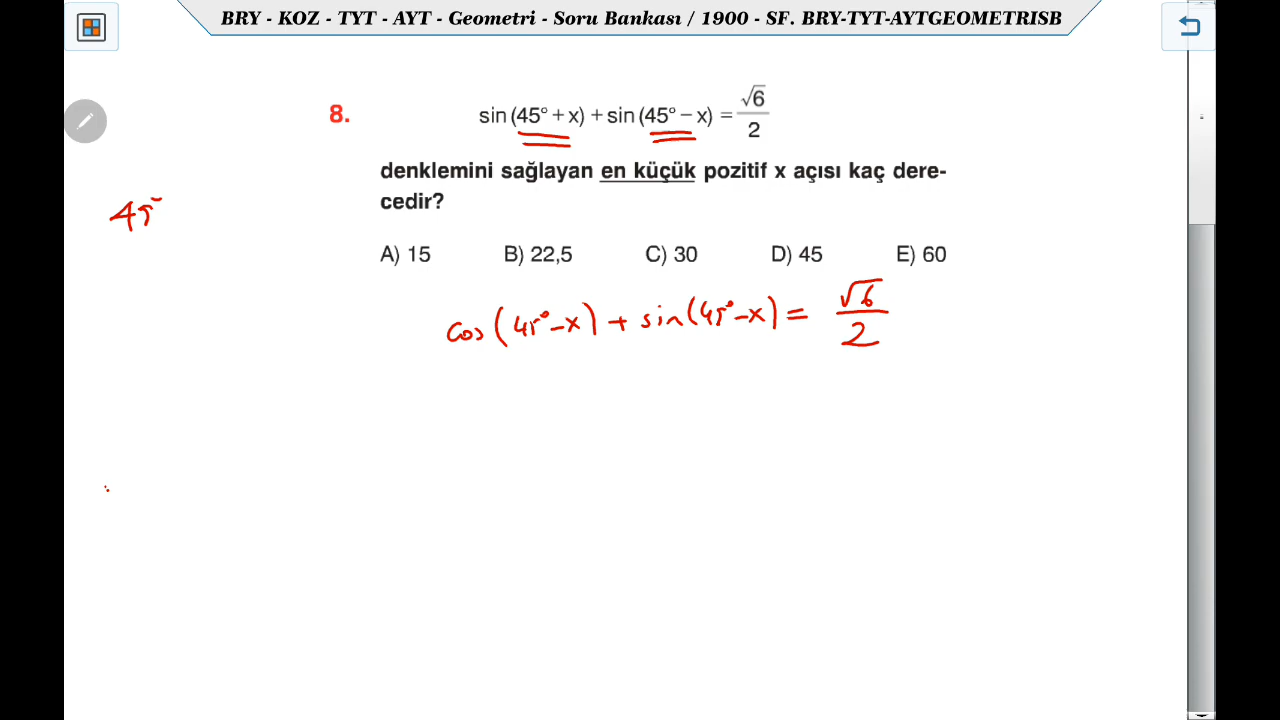 BRY - KOZ - TYT - AYT - Geometri - Soru Bankası / 1900 - SF. BRY-TYT-AYTGEOMETRISB
8. sin (45° + x) + sin (45° − x) = √6/2
denklemini sağlayan en küçük pozitif x açısı kaç dere-
cedir?
45
A) 15 B) 22,5 C) 30 D) 45 E) 60
cos(45°−x) + sin(45°−x) = √6/2